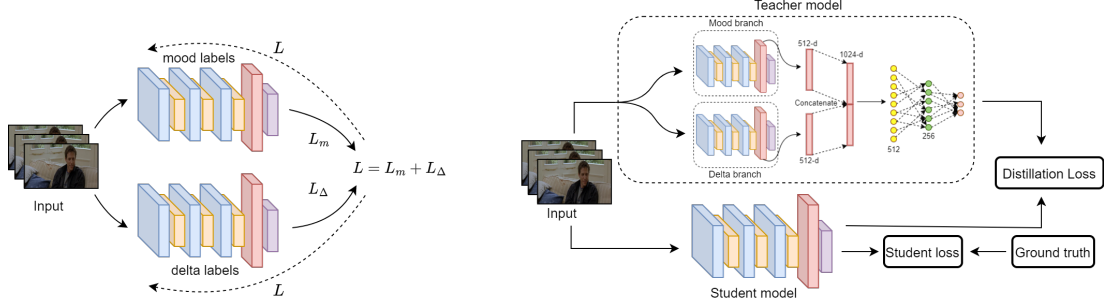 L
mood labels
L_m
L = L_m + L_Δ
Input
L_Δ
delta labels
L
Teacher model
Mood branch
512-d
1024-d
Concatenate
512-d
Delta branch
512
256
Distillation Loss
Input
Student loss
Ground truth
Student model